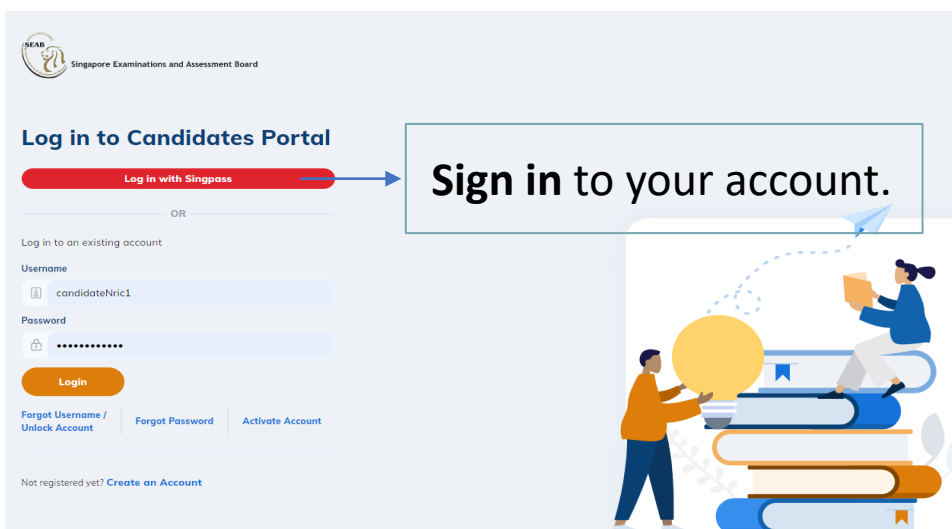 SEAB
Singapore Examinations and Assessment Board
Log in to Candidates Portal
Log in with Singpass
Sign in to your account.
OR
Log in to an existing account
Username
candidateNric1
Password
••••••••••••
Login
Forgot Username /
Unlock Account
Forgot Password
Activate Account
Not registered yet? Create an Account